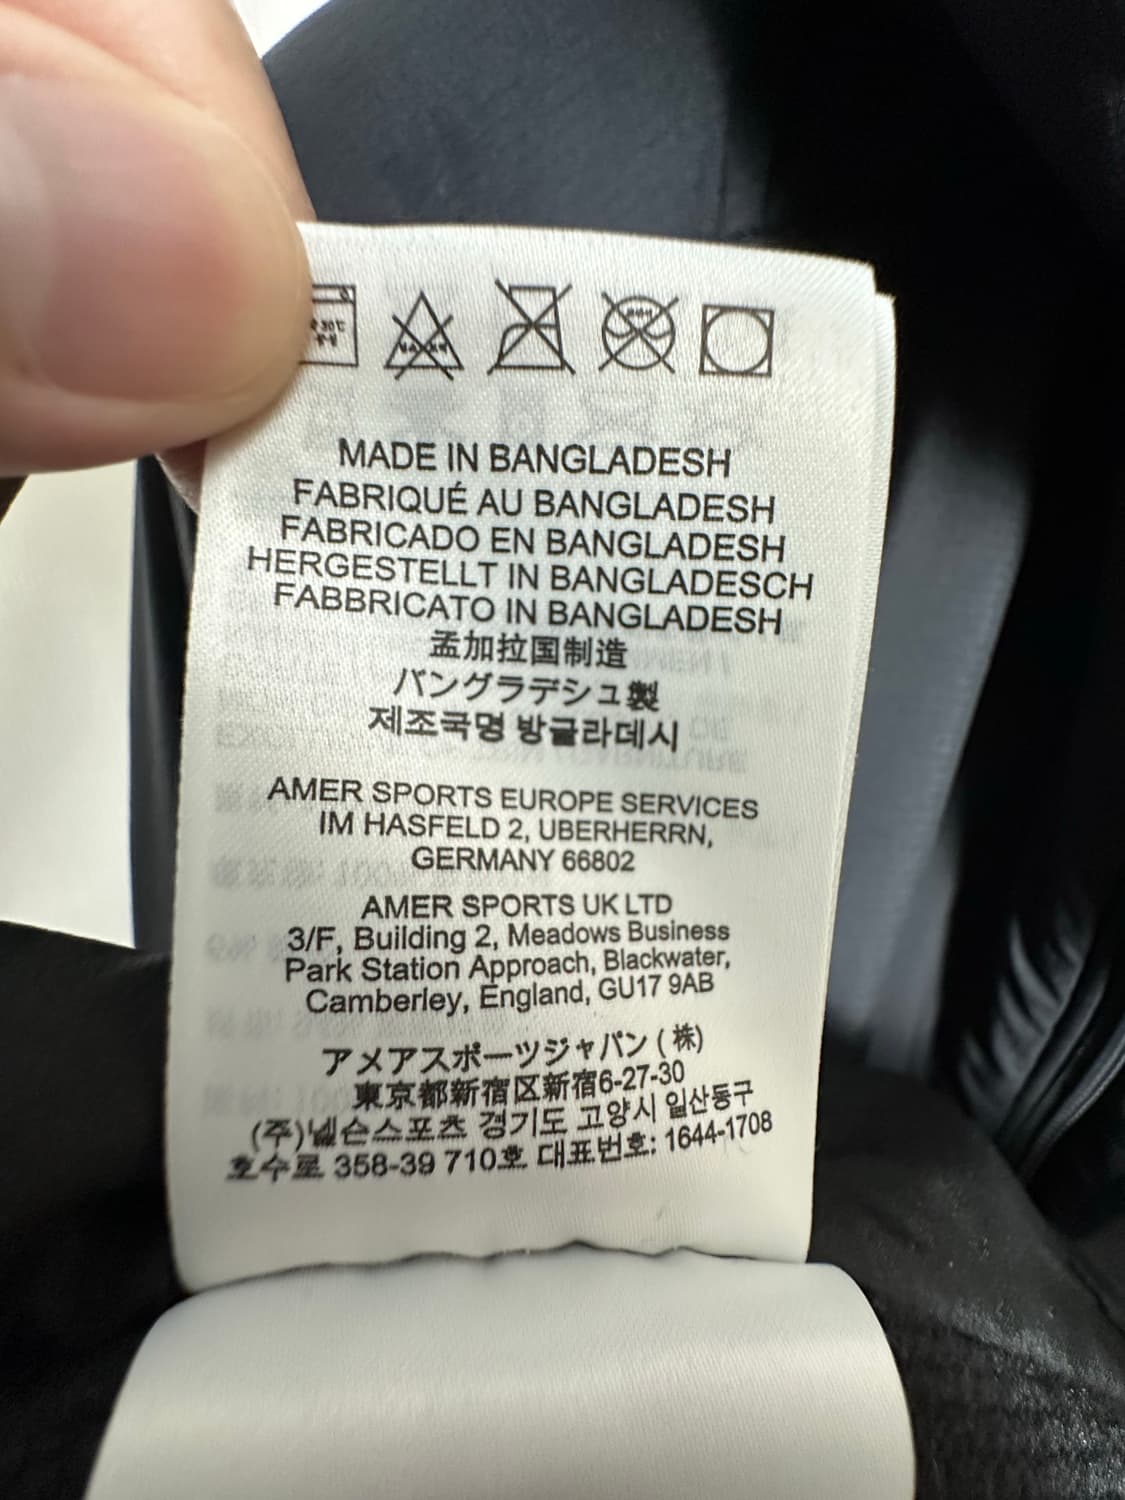 30℃
MADE IN BANGLADESH
FABRIQUÉ AU BANGLADESH
FABRICADO EN BANGLADESH
HERGESTELLT IN BANGLADESCH
FABBRICATO IN BANGLADESH
孟加拉国制造
バングラデシュ製
제조국명 방글라데시
AMER SPORTS EUROPE SERVICES
IM HASFELD 2, UBERHERRN,
GERMANY 66802
AMER SPORTS UK LTD
3/F, Building 2, Meadows Business
Park Station Approach, Blackwater,
Camberley, England, GU17 9AB
アメアスポーツジャパン (株)
東京都新宿区新宿6-27-30
(주)넬슨스포츠 경기도 고양시 일산동구
호수로 358-39 710호 대표번호: 1644-1708